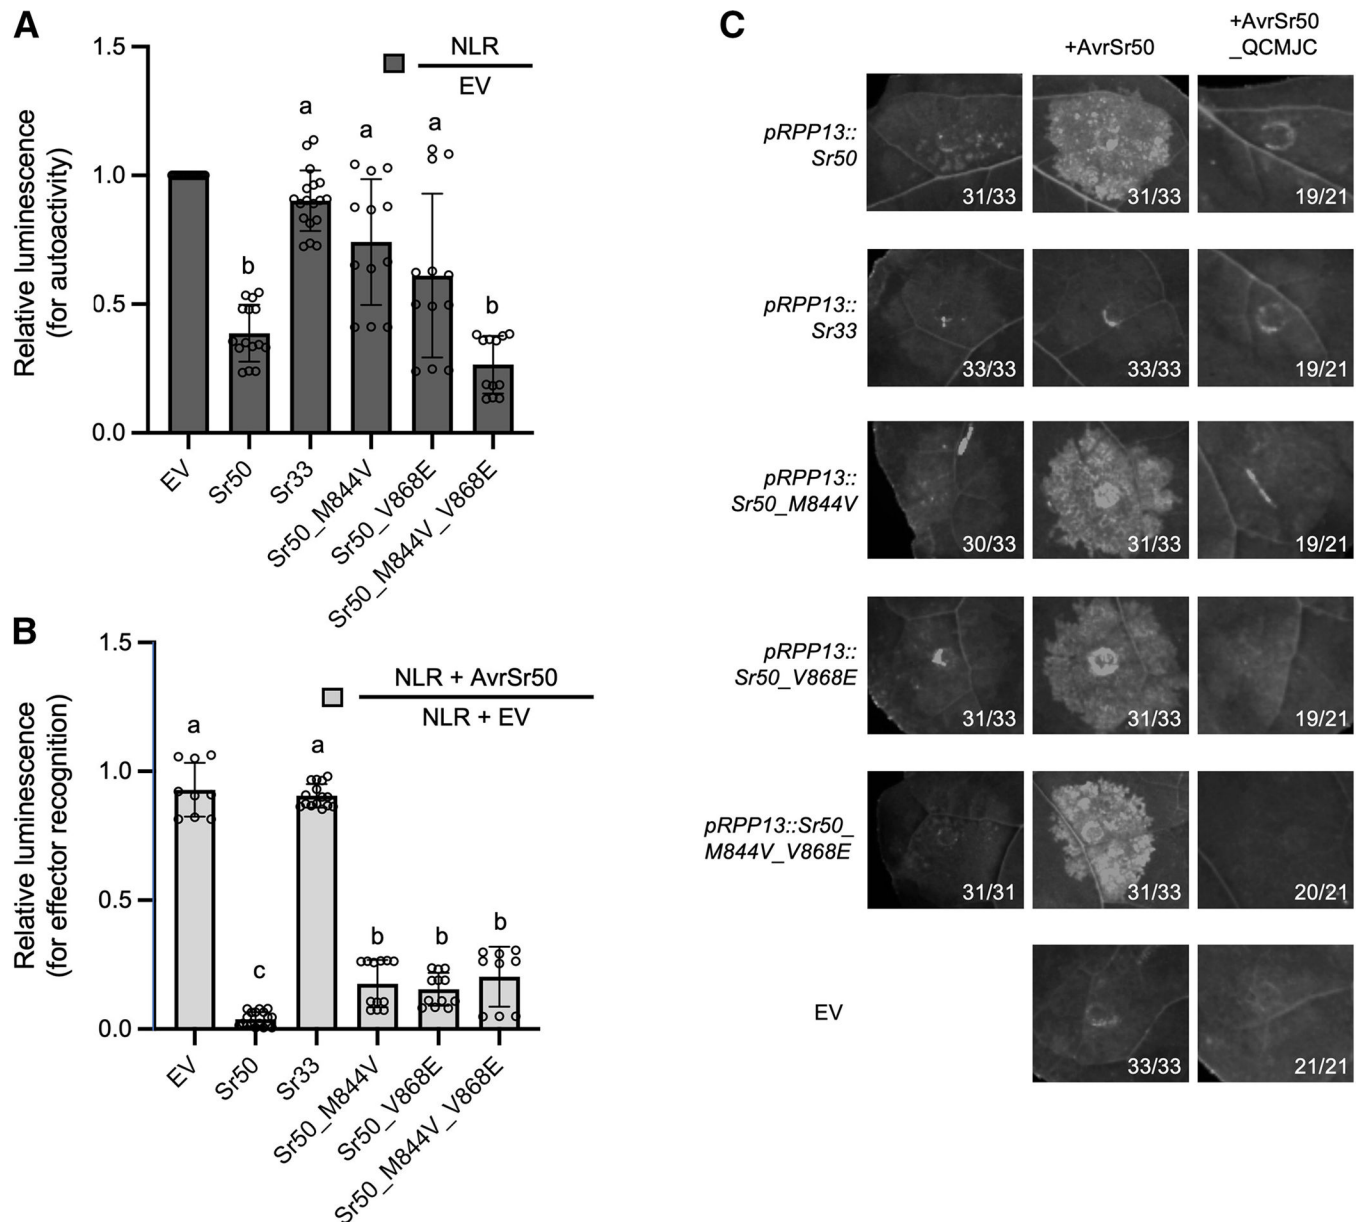 A
1.5
1.0
0.5
0.0
Relative luminescence
(for autoactivity)
NLR
EV
b
a
a
a
b
EV
Sr50
Sr33
Sr50_M844V
Sr50_V868E
Sr50_M844V_V868E
B
1.5
1.0
0.5
0.0
Relative luminescence
(for effector recognition)
NLR + AvrSr50
NLR + EV
a
c
a
b
b
b
EV
Sr50
Sr33
Sr50_M844V
Sr50_V868E
Sr50_M844V_V868E
C
+AvrSr50
+AvrSr50
_QCMJC
pRPP13::
Sr50
31/33
31/33
19/21
pRPP13::
Sr33
33/33
33/33
19/21
pRPP13::
Sr50_M844V
30/33
31/33
19/21
pRPP13::
Sr50_V868E
31/33
31/33
19/21
pRPP13::Sr50_
M844V_V868E
31/31
31/33
20/21
EV
33/33
21/21